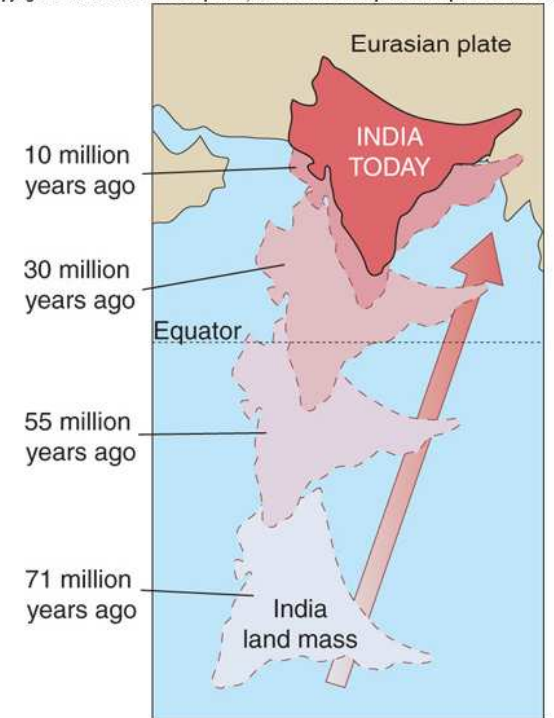 Eurasian plate
INDIA
TODAY
10 million
years ago
30 million
years ago
Equator
55 million
years ago
71 million
years ago
India
land mass